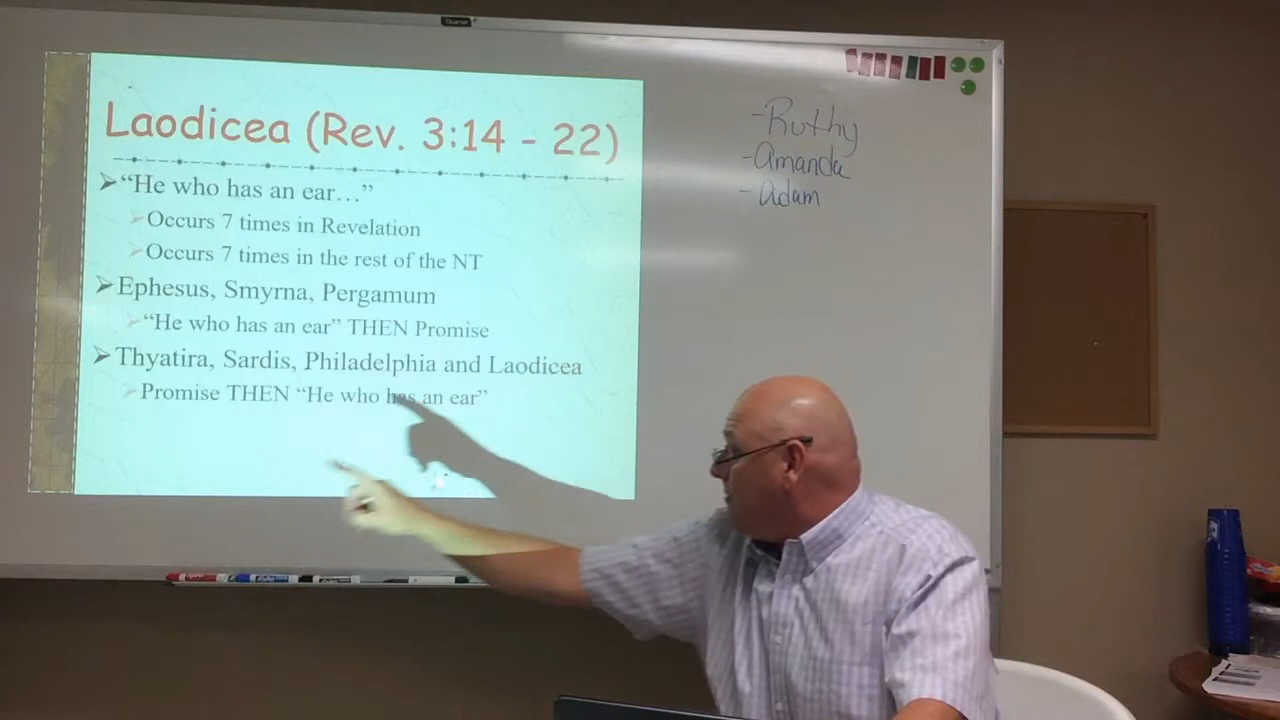 Quartet
Laodicea (Rev. 3:14 - 22)
“He who has an ear…”
Occurs 7 times in Revelation
Occurs 7 times in the rest of the NT
Ephesus, Smyrna, Pergamum
“He who has an ear” THEN Promise
Thyatira, Sardis, Philadelphia and Laodicea
Promise THEN “He who has an ear”
-Ruthy
-Amanda
-Adam